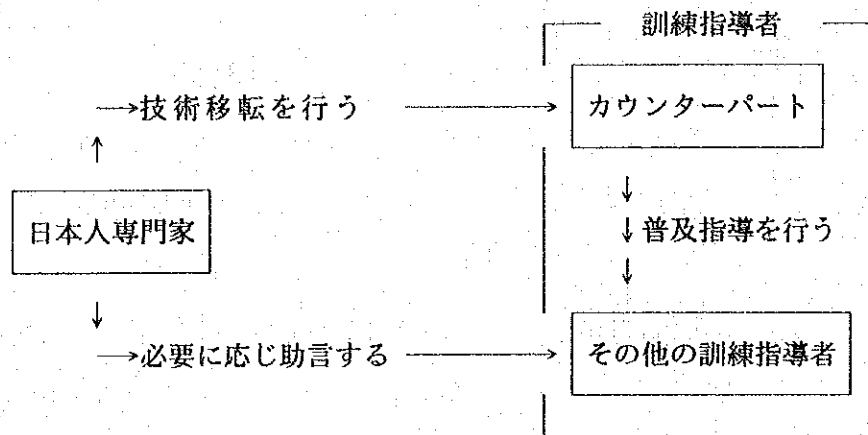 訓練指導者
→技術移転を行う
カウンターパート
日本人専門家
普及指導を行う
→必要に応じ助言する
その他の訓練指導者